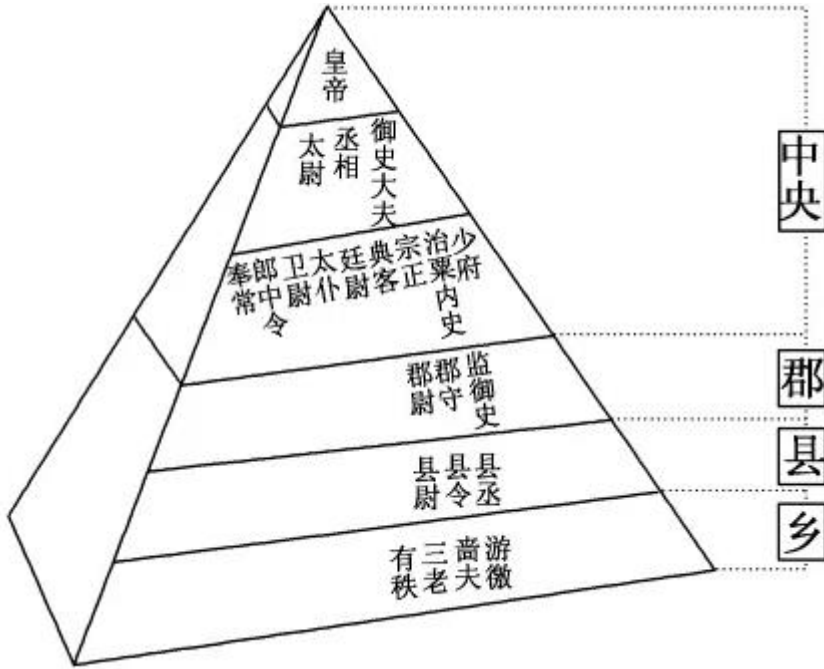 皇帝
太尉
丞相
御史大夫
奉常
郎中令
卫尉
太仆
廷尉
典客
宗正
治粟内史
少府
郡尉
郡守
监御史
县尉
县令
县丞
有秩
三老
啬夫
游微
中央
郡
县
乡